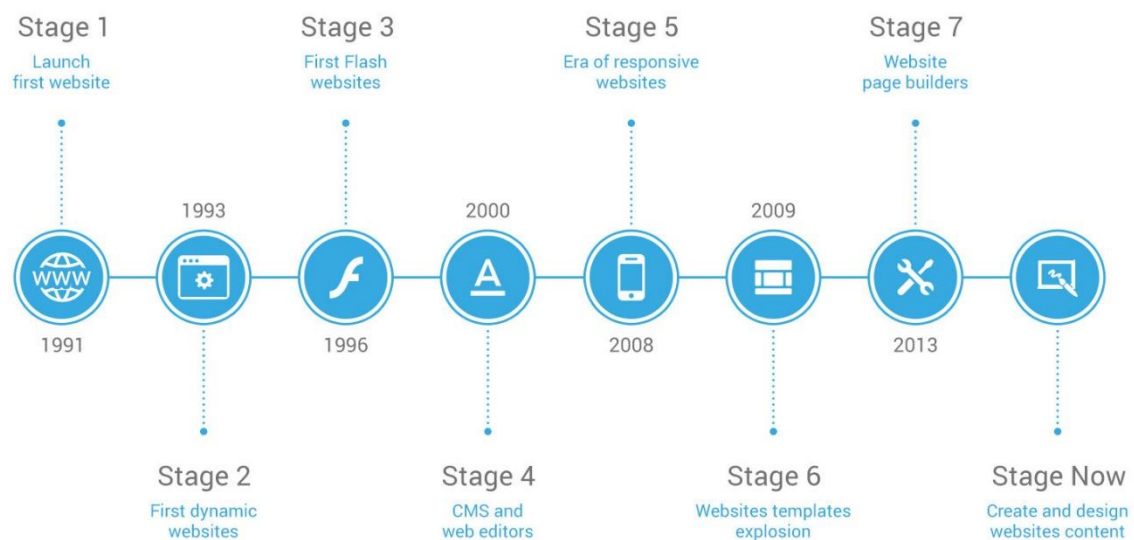 Stage 1
Launch
first website
1991
1993
Stage 2
First dynamic
websites
Stage 3
First Flash
websites
1996
2000
Stage 4
CMS and
web editors
Stage 5
Era of responsive
websites
2008
2009
Stage 6
Websites templates
explosion
Stage 7
Website
page builders
2013
Stage Now
Create and design
websites content
WWW
f
A